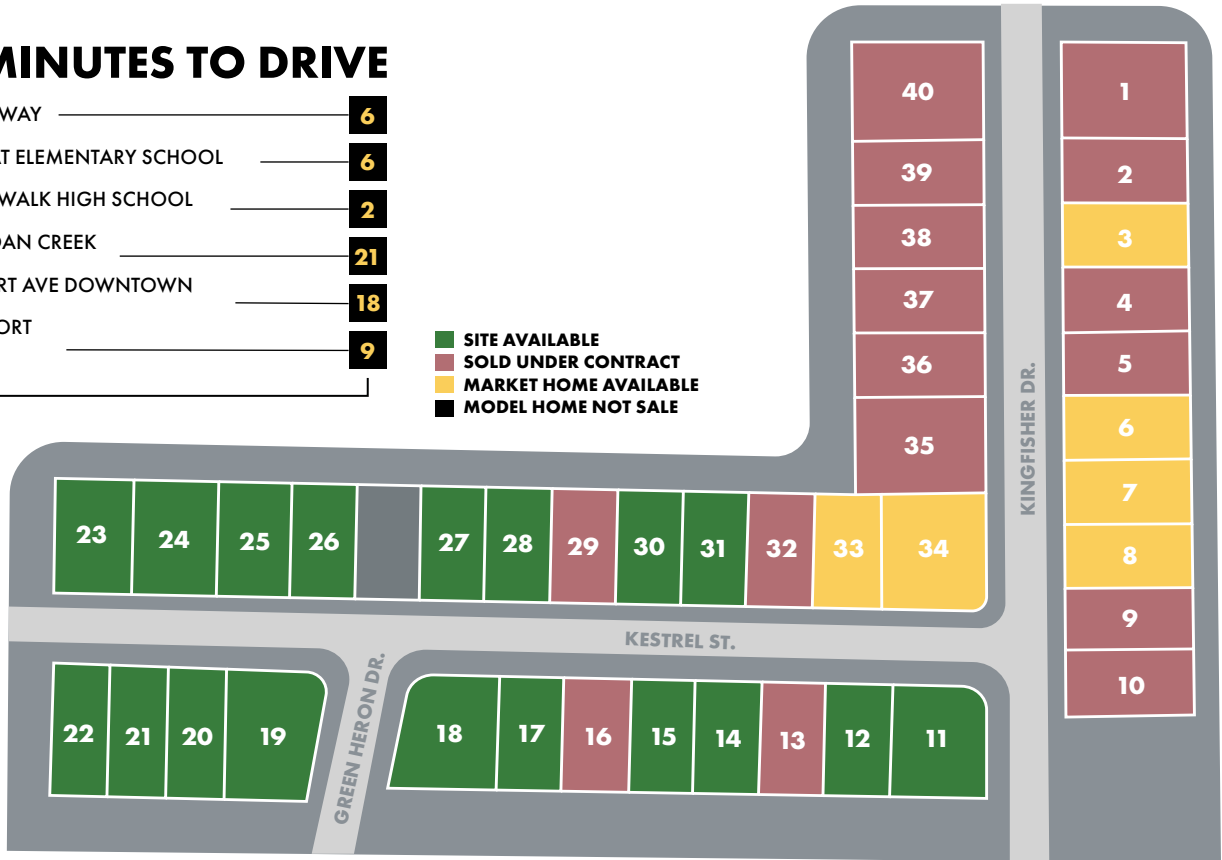 MINUTES TO DRIVE
WAY 6
AT ELEMENTARY SCHOOL 6
WALK HIGH SCHOOL 2
DAN CREEK 21
RT AVE DOWNTOWN 18
ORT 9
SITE AVAILABLE
SOLD UNDER CONTRACT
MARKET HOME AVAILABLE
MODEL HOME NOT SALE
40
39
38
37
36
35
KINGFISHER DR.
1
2
3
4
5
6
7
8
9
10
23 24 25 26 27 28 29 30 31 32 33 34
KESTREL ST.
22 21 20 19
GREEN HERON DR.
18 17 16 15 14 13 12 11